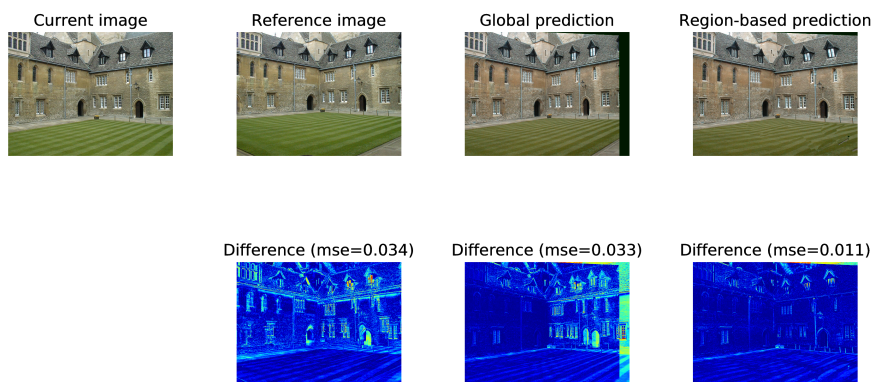 Current image
Reference image
Global prediction
Region-based prediction
Difference (mse=0.034)
Difference (mse=0.033)
Difference (mse=0.011)